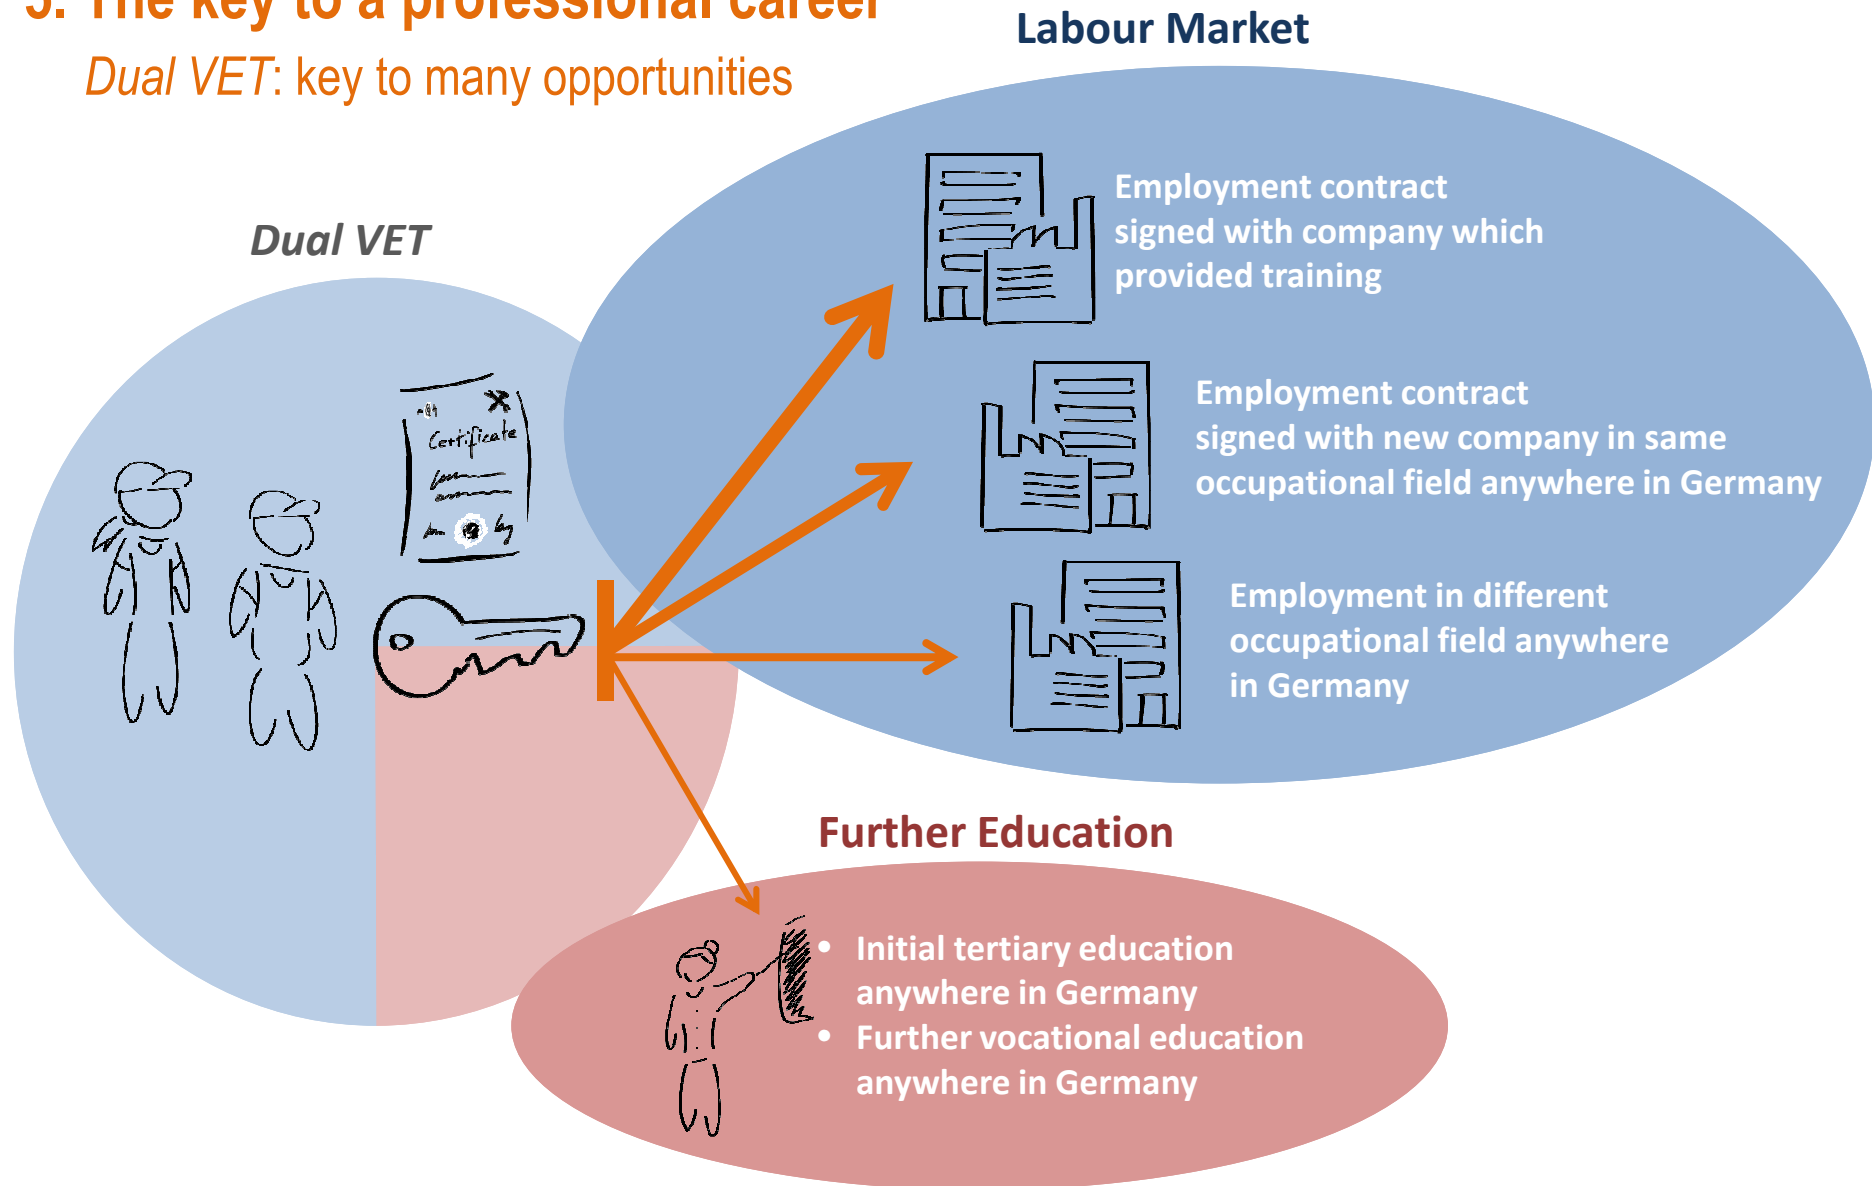 The key to a professional career
Dual VET: key to many opportunities
Labour Market
Dual VET
Employment contract
signed with company which
provided training
Certificate
Employment contract
signed with new company in same
occupational field anywhere in Germany
Employment in different
occupational field anywhere
in Germany
Further Education
• Initial tertiary education
anywhere in Germany
• Further vocational education
anywhere in Germany